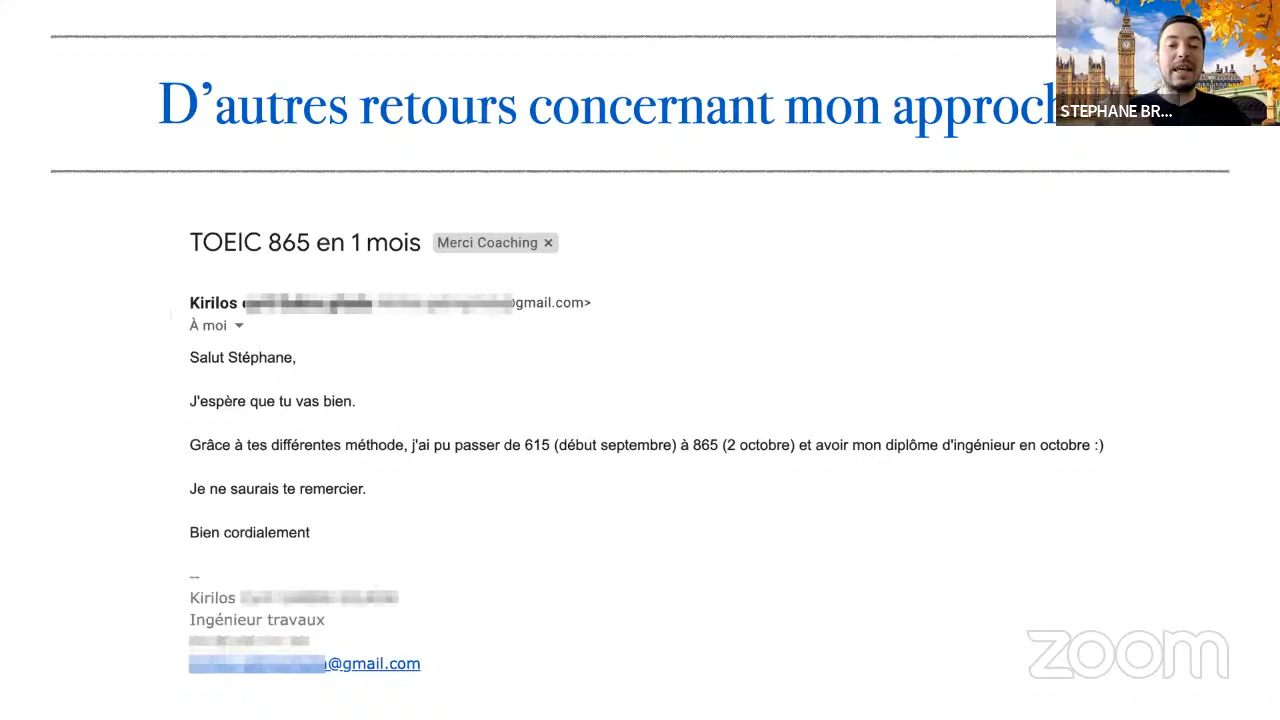 D'autres retours concernant mon approch
STEPHANE BR...
TOEIC 865 en 1 mois Merci Coaching ×
Kirilos @gmail.com>
À moi
Salut Stéphane,
J'espère que tu vas bien.
Grâce à tes différentes méthode, j'ai pu passer de 615 (début septembre) à 865 (2 octobre) et avoir mon diplôme d'ingénieur en octobre :)
Je ne saurais te remercier.
Bien cordialement
--
Kirilos
Ingénieur travaux
@gmail.com
zoom